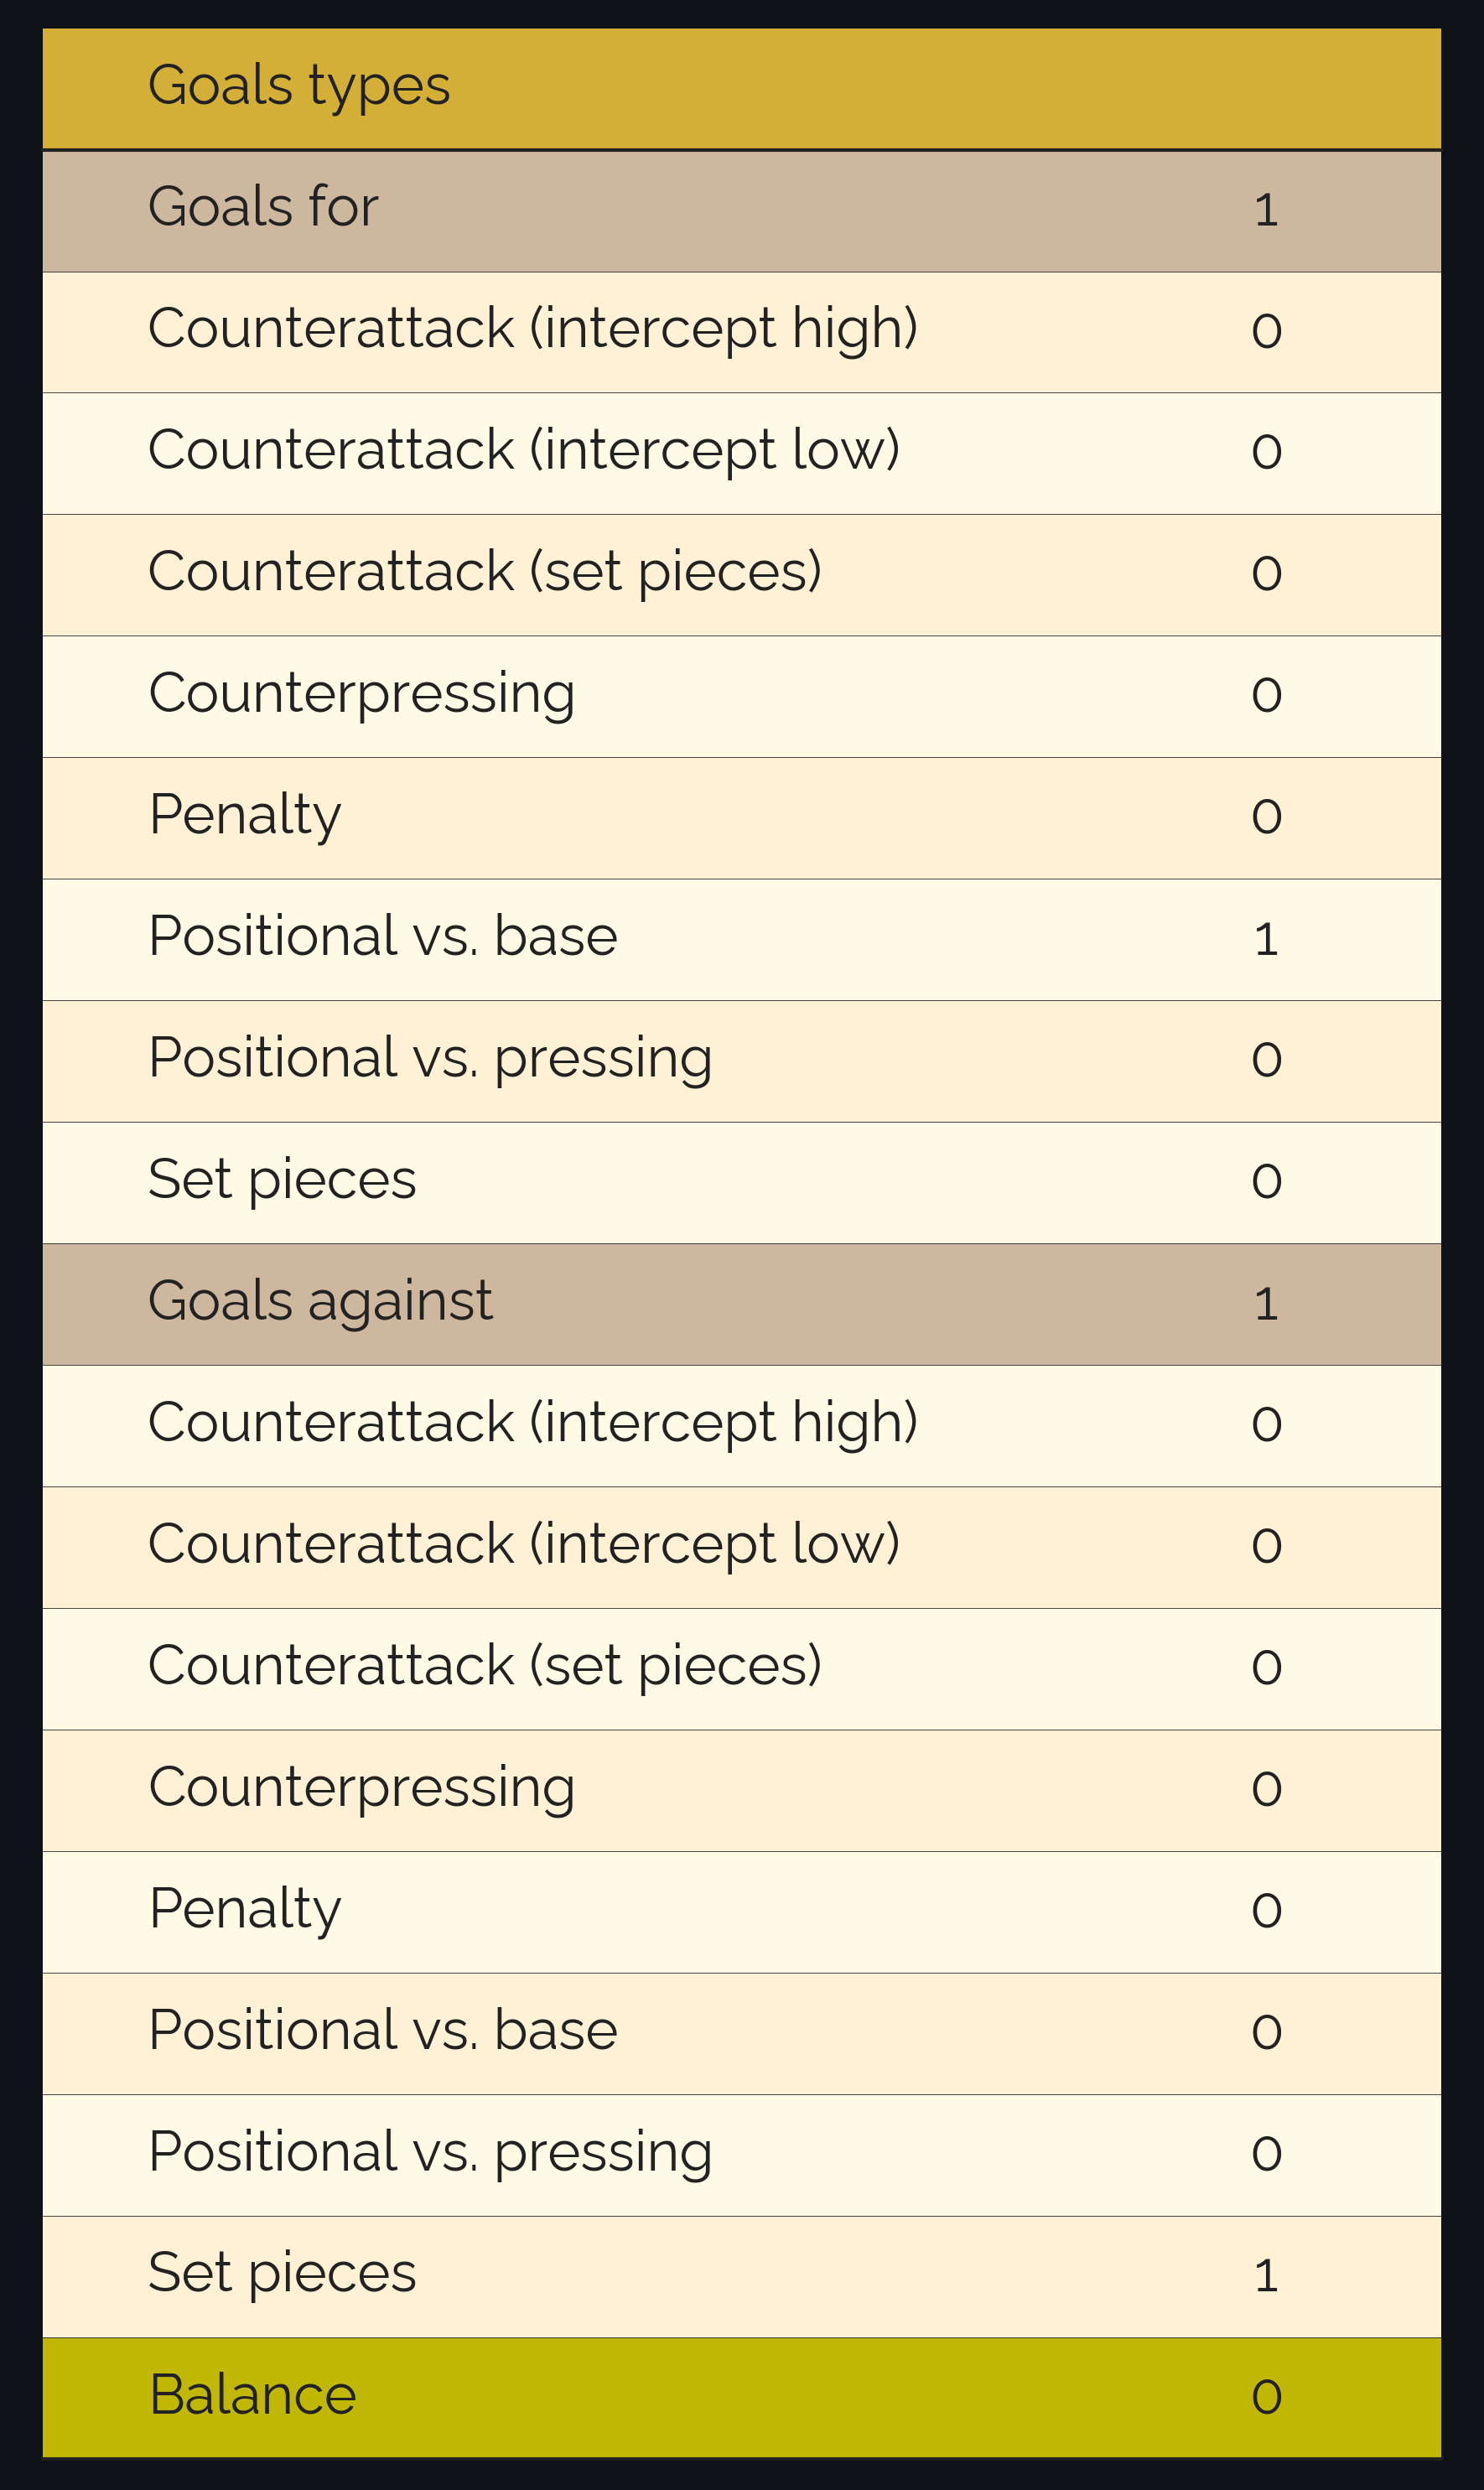 Goals types
Goals for 1
Counterattack (intercept high) 0
Counterattack (intercept low) 0
Counterattack (set pieces) 0
Counterpressing 0
Penalty 0
Positional vs. base 1
Positional vs. pressing 0
Set pieces 0
Goals against 1
Counterattack (intercept high) 0
Counterattack (intercept low) 0
Counterattack (set pieces) 0
Counterpressing 0
Penalty 0
Positional vs. base 0
Positional vs. pressing 0
Set pieces 1
Balance 0